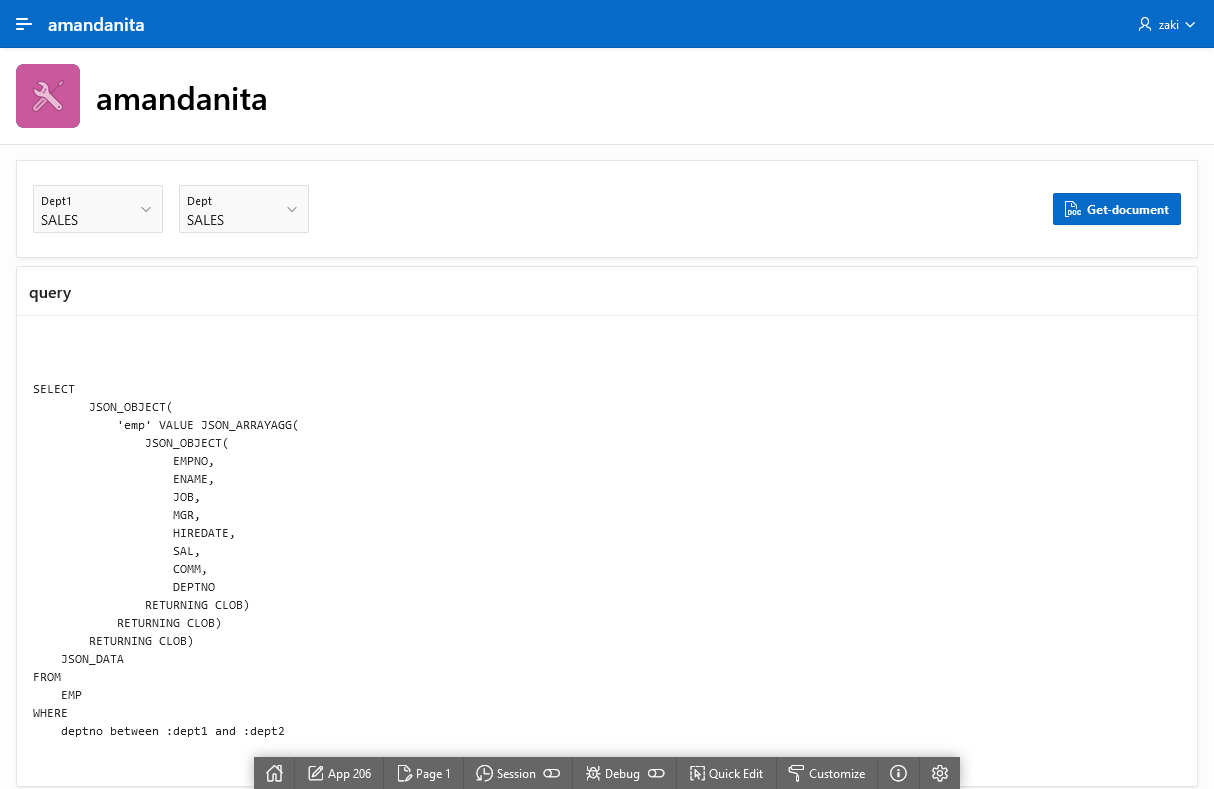 amandanita
zaki
amandanita
Dept1
SALES
Dept
SALES
DOC Get-document
query
SELECT
JSON_OBJECT(
'emp' VALUE JSON_ARRAYAGG(
JSON_OBJECT(
EMPNO,
ENAME,
JOB,
MGR,
HIREDATE,
SAL,
COMM,
DEPTNO
RETURNING CLOB)
RETURNING CLOB)
RETURNING CLOB)
JSON_DATA
FROM
EMP
WHERE
deptno between :dept1 and :dept2
App 206 Page 1 Session Debug Quick Edit Customize